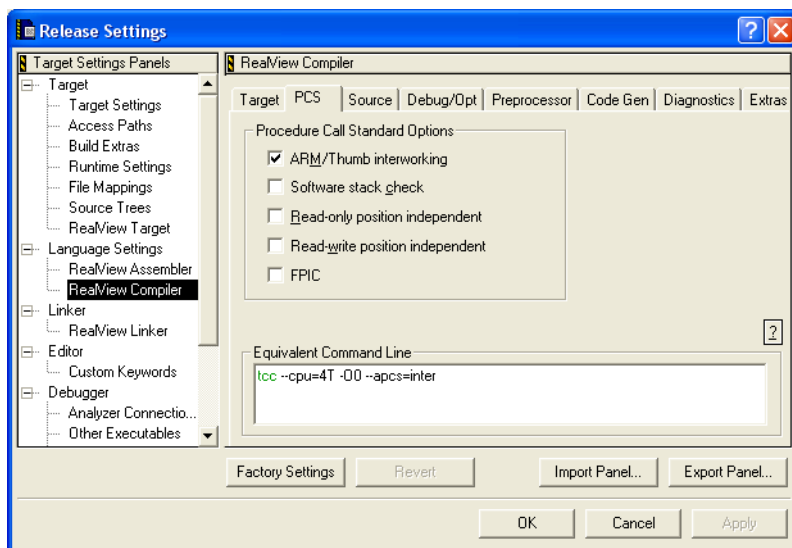 Release Settings
Target Settings Panels
Target
Target Settings
Access Paths
Build Extras
Runtime Settings
File Mappings
Source Trees
RealView Target
Language Settings
RealView Assembler
RealView Compiler
Linker
RealView Linker
Editor
Custom Keywords
Debugger
Analyzer Connectio...
Other Executables
RealView Compiler
Target PCS Source Debug/Opt Preprocessor Code Gen Diagnostics Extras
Procedure Call Standard Options
ARM/Thumb interworking
Software stack check
Read-only position independent
Read-write position independent
FPIC
?
Equivalent Command Line
tcc --cpu=4T -O0 --apcs=inter
Factory Settings Revert Import Panel... Export Panel...
OK Cancel Apply